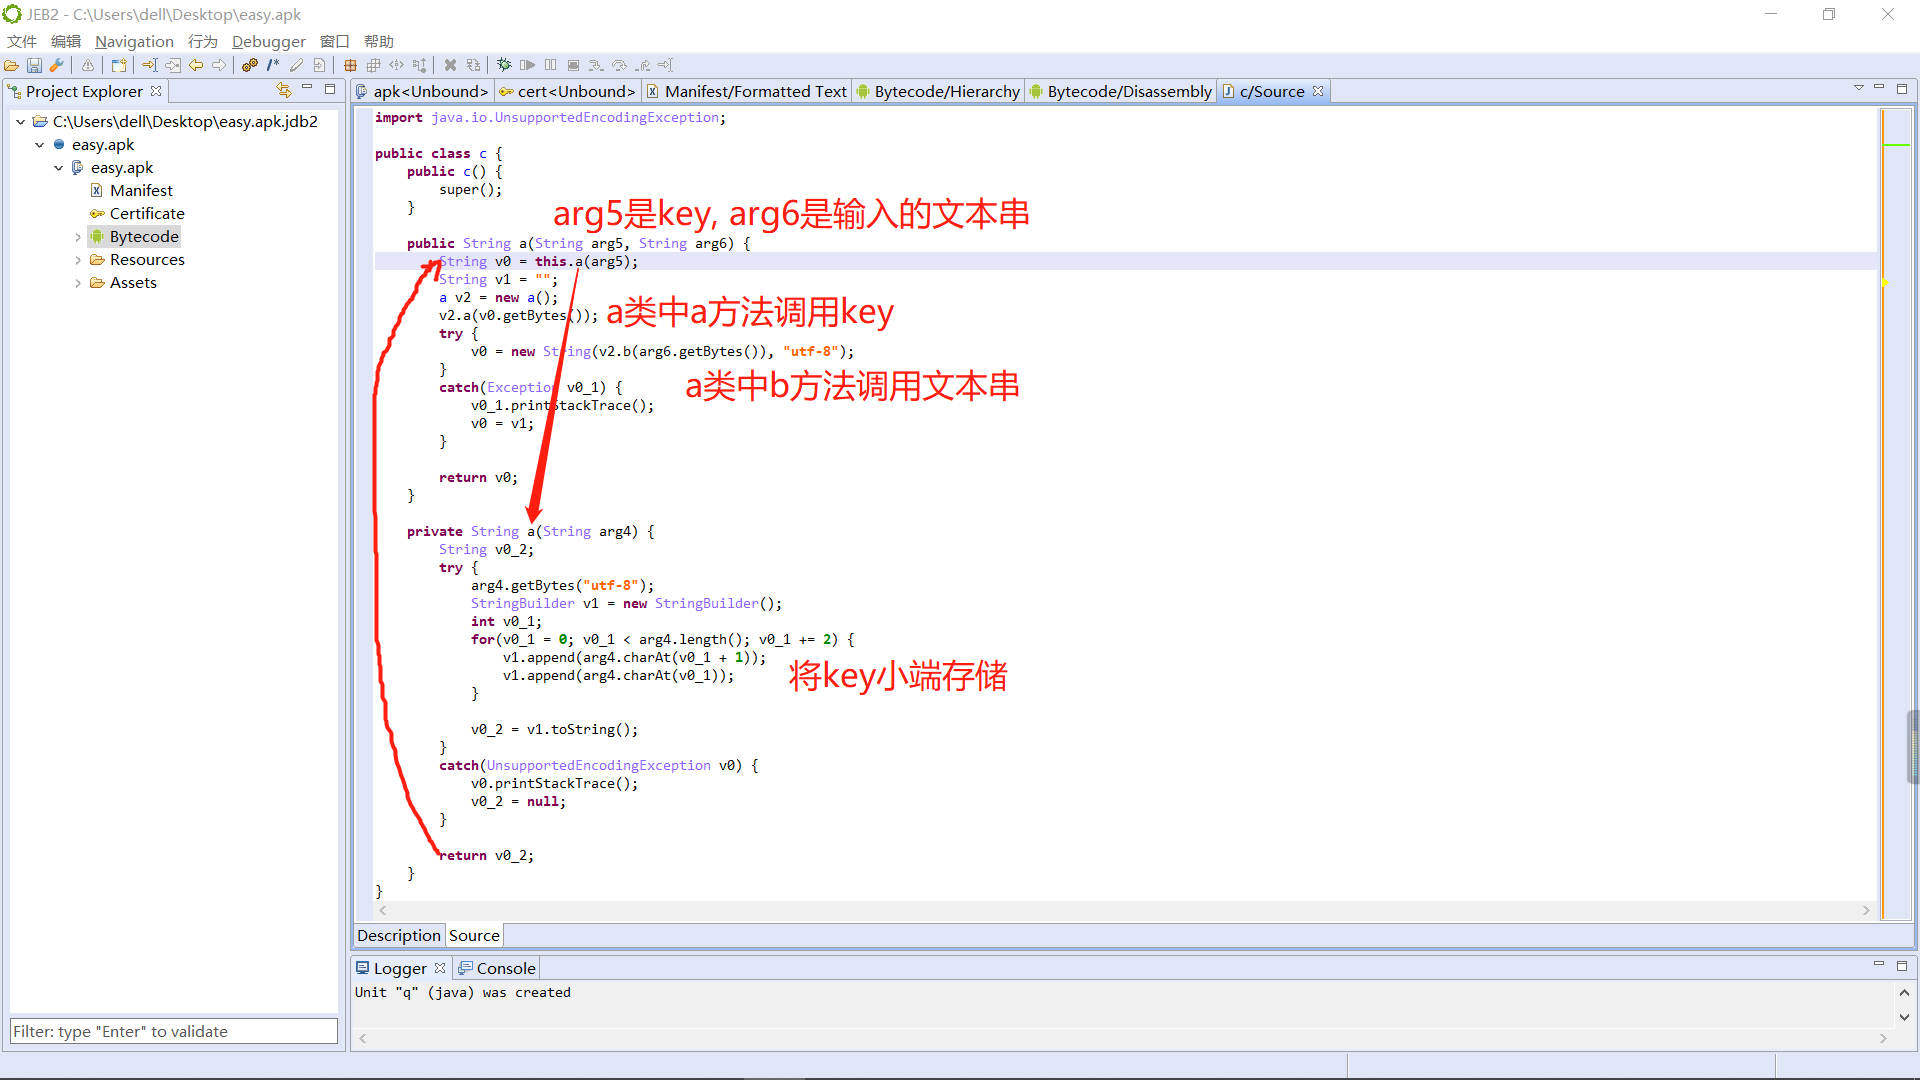 JEB2 - C:\Users\dell\Desktop\easy.apk
文件 编辑 Navigation 行为 Debugger 窗口 帮助
Project Explorer
C:\Users\dell\Desktop\easy.apk.jdb2
easy.apk
easy.apk
Manifest
Certificate
Bytecode
Resources
Assets
Filter: type "Enter" to validate
apk<Unbound> cert<Unbound> Manifest/Formatted Text Bytecode/Hierarchy Bytecode/Disassembly c/Source
import java.io.UnsupportedEncodingException;
public class c {
public c() {
super();
}
arg5是key, arg6是输入的文本串
public String a(String arg5, String arg6) {
String v0 = this.a(arg5);
String v1 = "";
a v2 = new a();
v2.a(v0.getBytes());
a类中a方法调用key
try {
v0 = new String(v2.b(arg6.getBytes()), "utf-8");
}
catch(Exception v0_1) {
a类中b方法调用文本串
v0_1.printStackTrace();
v0 = v1;
}
return v0;
}
private String a(String arg4) {
String v0_2;
try {
arg4.getBytes("utf-8");
StringBuilder v1 = new StringBuilder();
int v0_1;
for(v0_1 = 0; v0_1 < arg4.length(); v0_1 += 2) {
v1.append(arg4.charAt(v0_1 + 1));
v1.append(arg4.charAt(v0_1));
将key小端存储
}
v0_2 = v1.toString();
}
catch(UnsupportedEncodingException v0) {
v0.printStackTrace();
v0_2 = null;
}
return v0_2;
}
}
Description Source
Logger Console
Unit "q" (java) was created